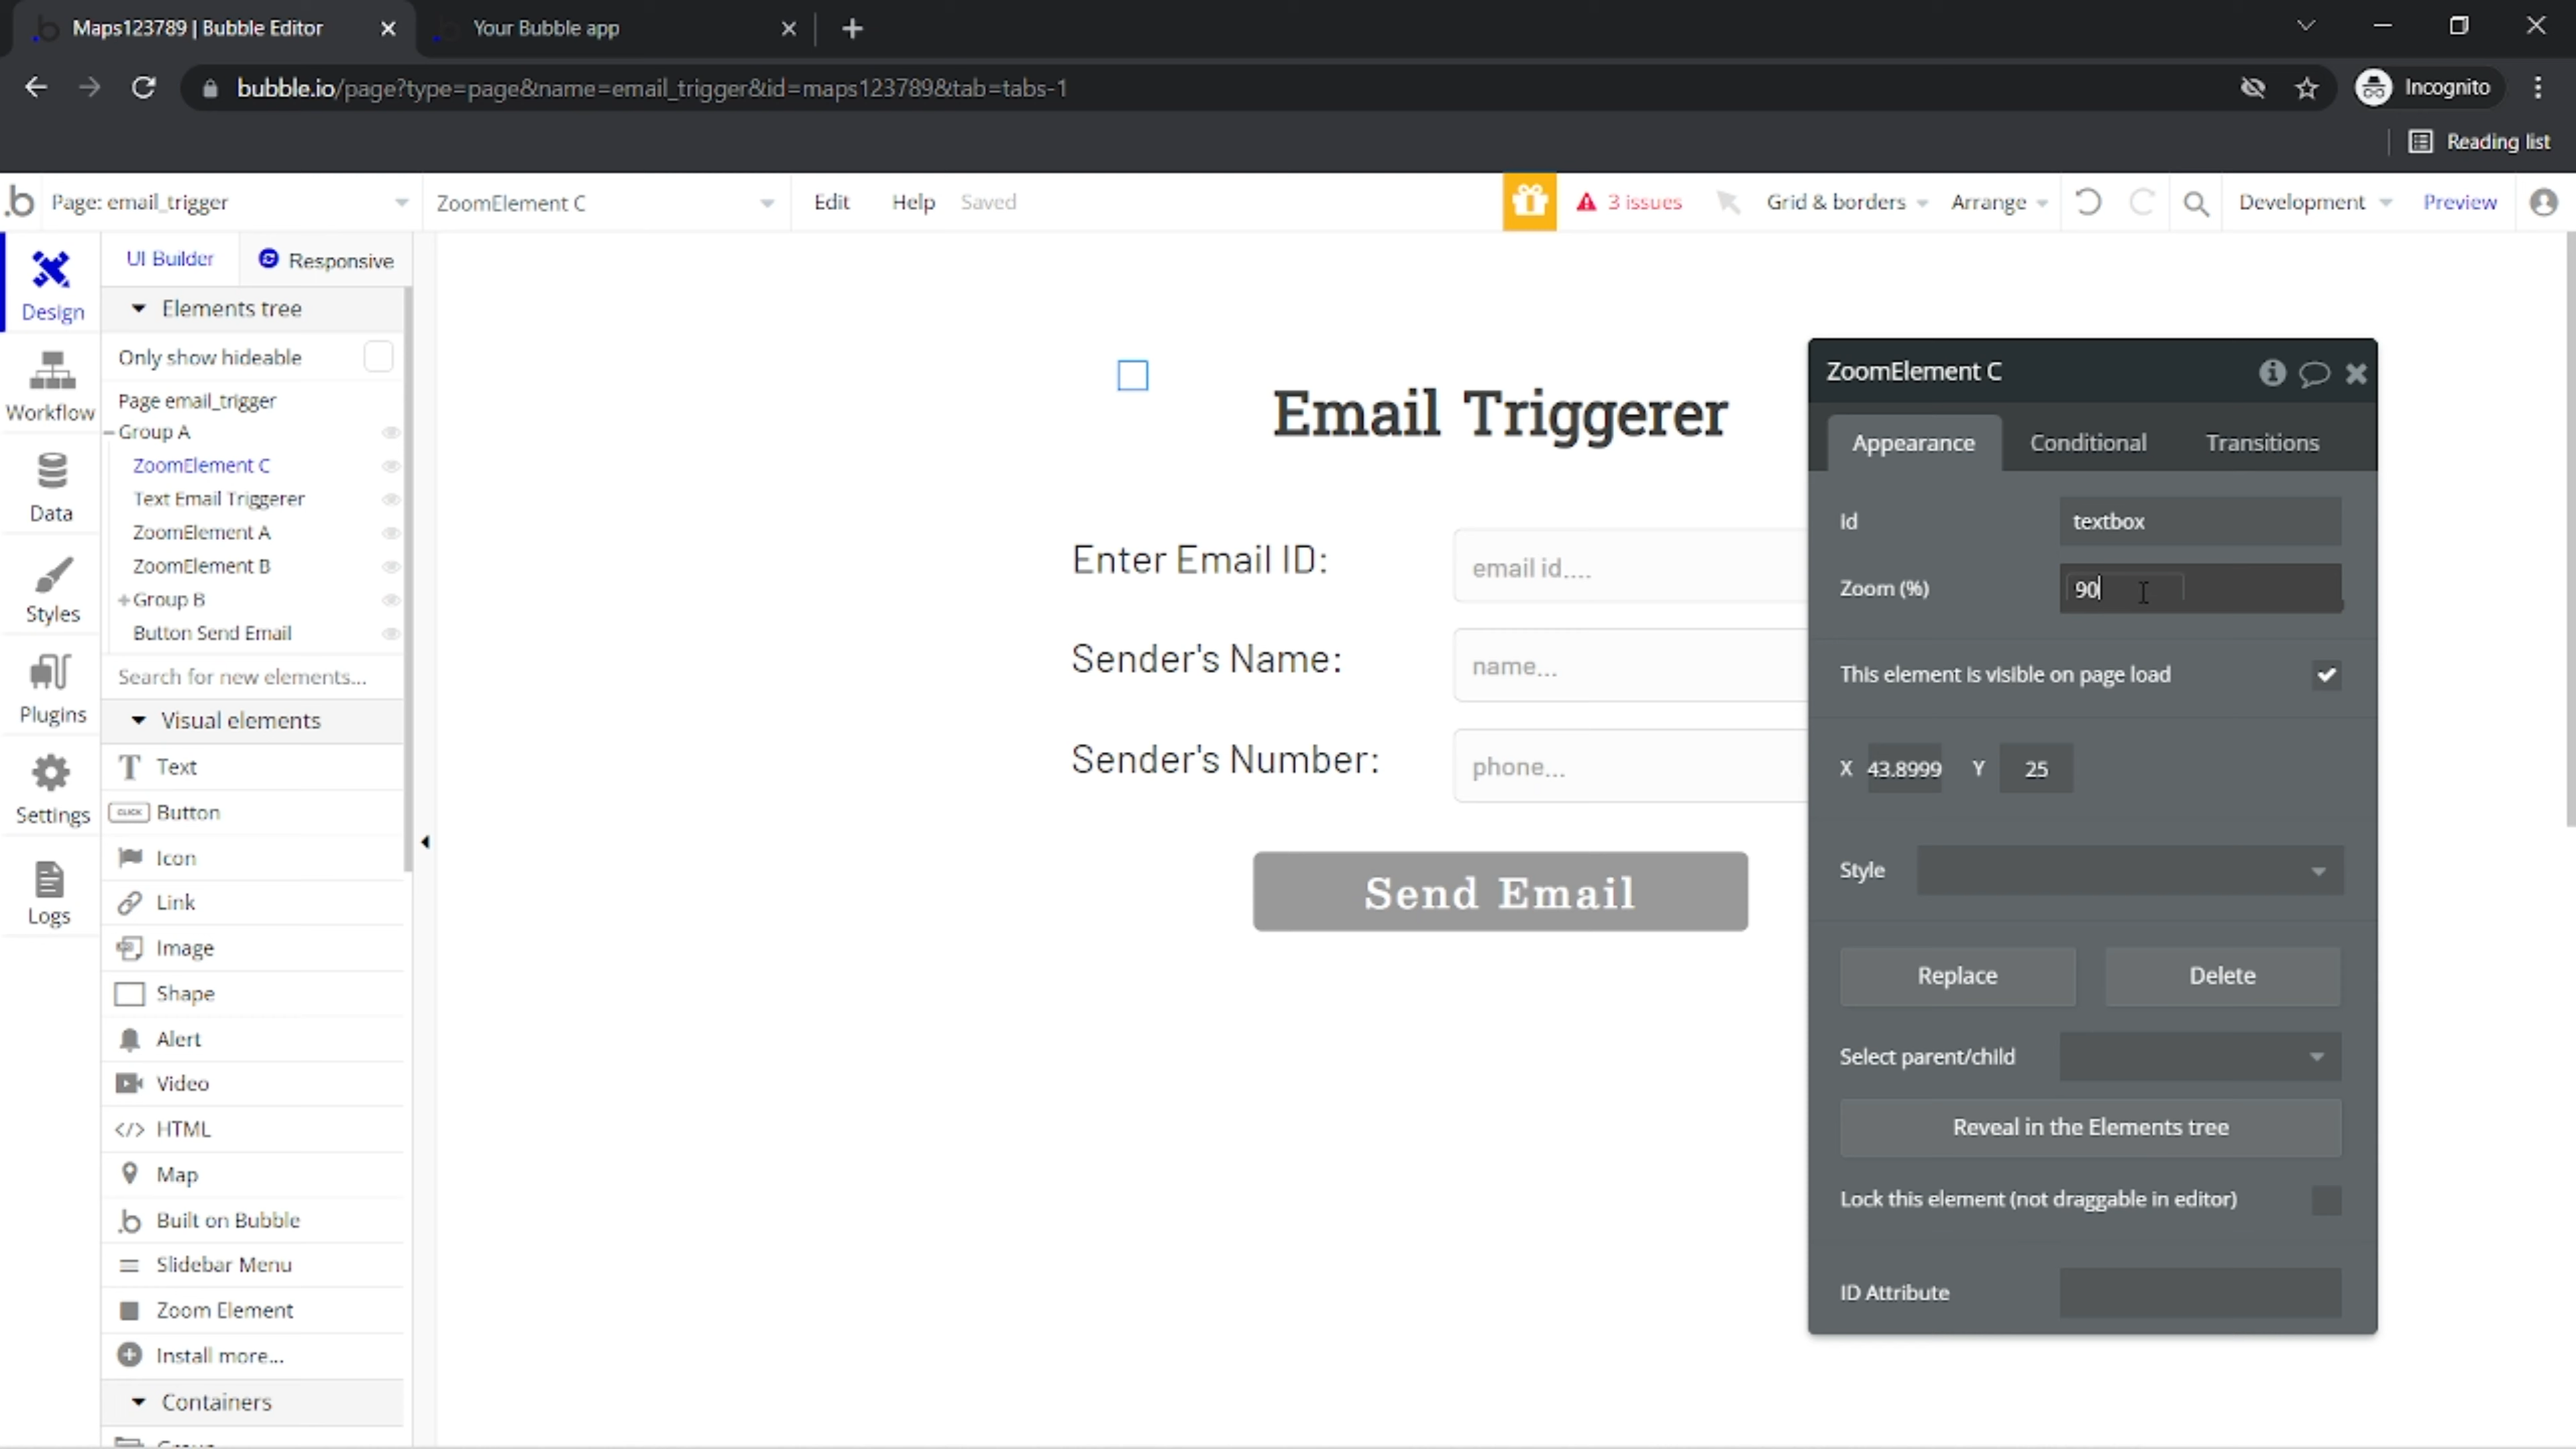 Maps123789 | Bubble Editor
Your Bubble app
bubble.io/page?type=page&name=email_trigger&id=maps123789&tab=tabs-1
Incognito
Reading list
Page: email_trigger
ZoomElement C
Edit
Help
Saved
3 issues
Grid & borders
Arrange
Development
Preview
Design
Workflow
Data
Styles
Plugins
Settings
Logs
UI Builder
Responsive
Elements tree
Only show hideable
Page email_trigger
Group A
ZoomElement C
Text Email Triggerer
ZoomElement A
ZoomElement B
Group B
Button Send Email
Search for new elements...
Visual elements
Text
CLICK Button
Icon
Link
Image
Shape
Alert
Video
</> HTML
Map
Built on Bubble
Slidebar Menu
Zoom Element
Install more...
Containers
Email Triggerer
Enter Email ID:
email id....
Sender's Name:
name...
Sender's Number:
phone...
Send Email
ZoomElement C
Appearance
Conditional
Transitions
Id
textbox
Zoom (%)
90
This element is visible on page load
X 43.8999 Y 25
Style
Replace
Delete
Select parent/child
Reveal in the Elements tree
Lock this element (not draggable in editor)
ID Attribute